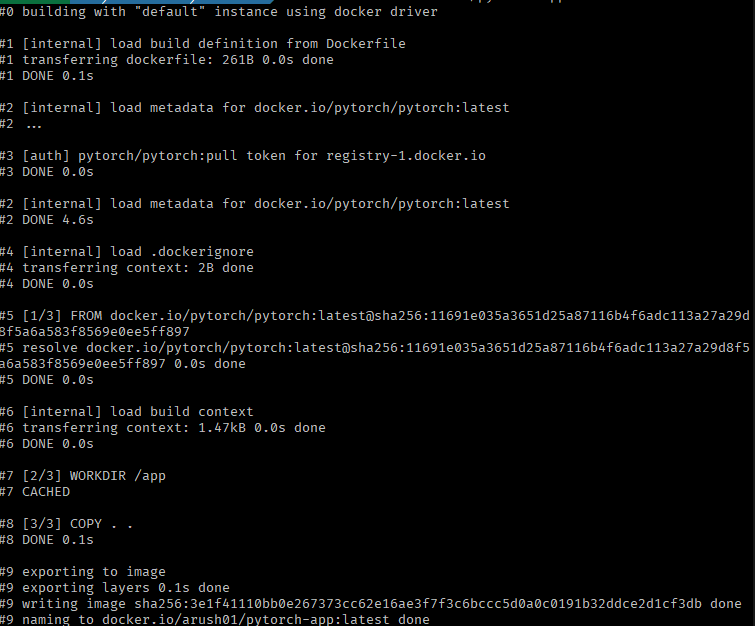 #0 building with "default" instance using docker driver
#1 [internal] load build definition from Dockerfile
#1 transferring dockerfile: 261B 0.0s done
#1 DONE 0.1s
#2 [internal] load metadata for docker.io/pytorch/pytorch:latest
#2 ...
#3 [auth] pytorch/pytorch:pull token for registry-1.docker.io
#3 DONE 0.0s
#2 [internal] load metadata for docker.io/pytorch/pytorch:latest
#2 DONE 4.6s
#4 [internal] load .dockerignore
#4 transferring context: 2B done
#4 DONE 0.0s
#5 [1/3] FROM docker.io/pytorch/pytorch:latest@sha256:11691e035a3651d25a87116b4f6adc113a27a29d
8f5a6a583f8569e0ee5ff897
#5 resolve docker.io/pytorch/pytorch:latest@sha256:11691e035a3651d25a87116b4f6adc113a27a29d8f5
a6a583f8569e0ee5ff897 0.0s done
#5 DONE 0.0s
#6 [internal] load build context
#6 transferring context: 1.47kB 0.0s done
#6 DONE 0.0s
#7 [2/3] WORKDIR /app
#7 CACHED
#8 [3/3] COPY . .
#8 DONE 0.1s
#9 exporting to image
#9 exporting layers 0.1s done
#9 writing image sha256:3e1f41110bb0e267373cc62e16ae3f7f3c6bccc5d0a0c0191b32ddce2d1cf3db done
#9 naming to docker.io/arush01/pytorch-app:latest done